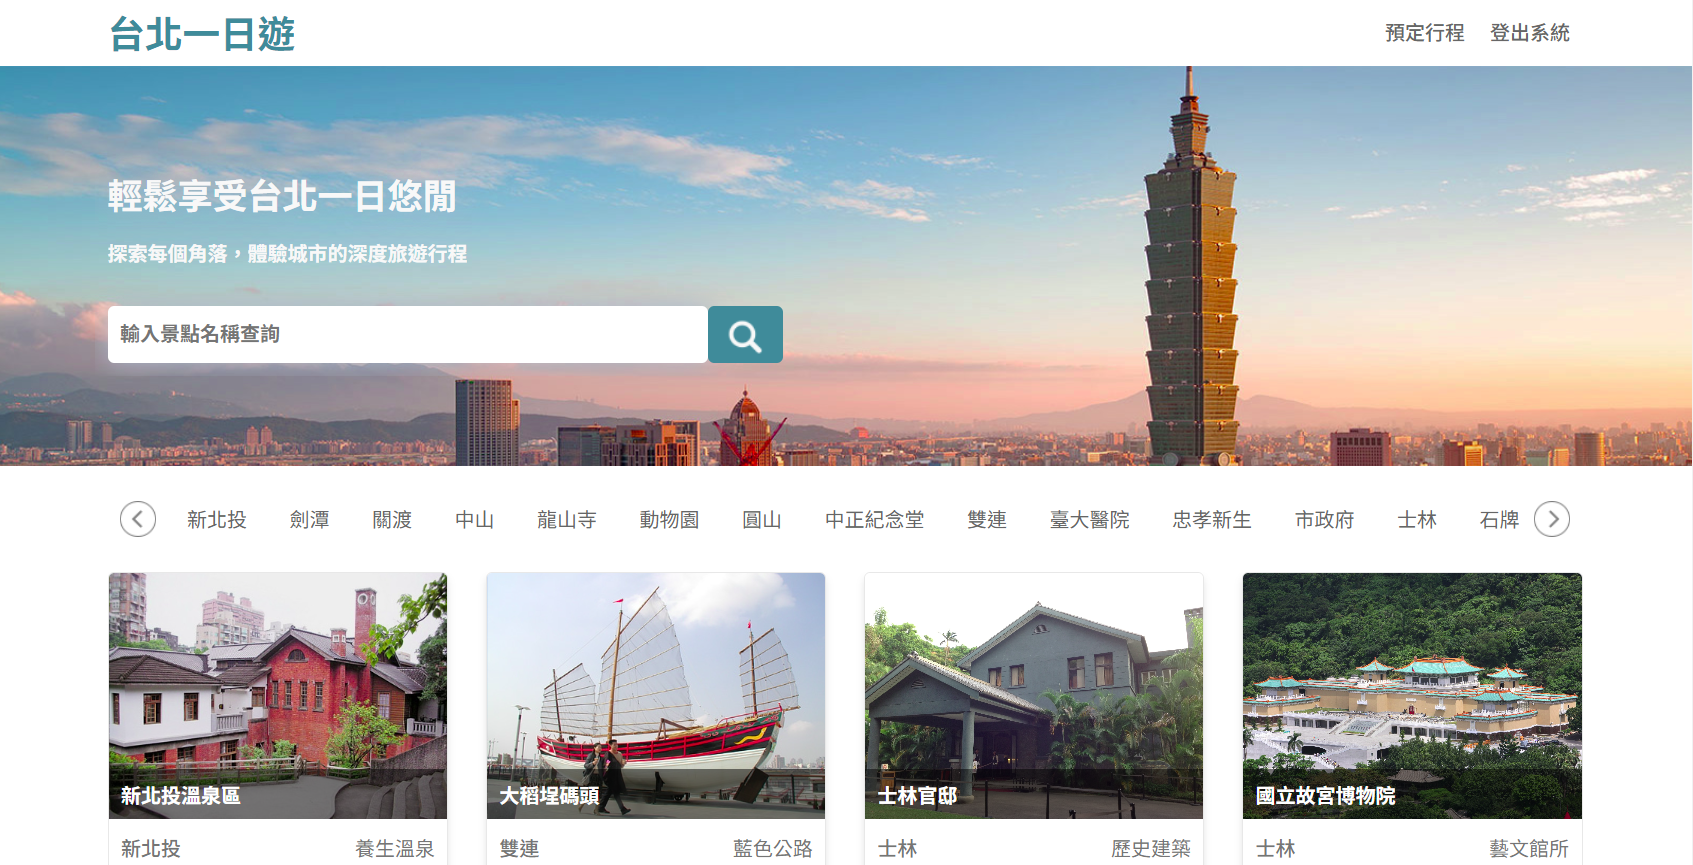 台北一日遊
預定行程 登出系統
輕鬆享受台北一日悠閒
探索每個角落，體驗城市的深度旅遊行程
輸入景點名稱查詢
新北投 劍潭 關渡 中山 龍山寺 動物園 圓山 中正紀念堂 雙連 臺大醫院 忠孝新生 市政府 士林 石牌
新北投溫泉區
大稻埕碼頭
士林官邸
國立故宮博物院
新北投 養生溫泉
雙連 藍色公路
士林 歷史建築
士林 藝文館所